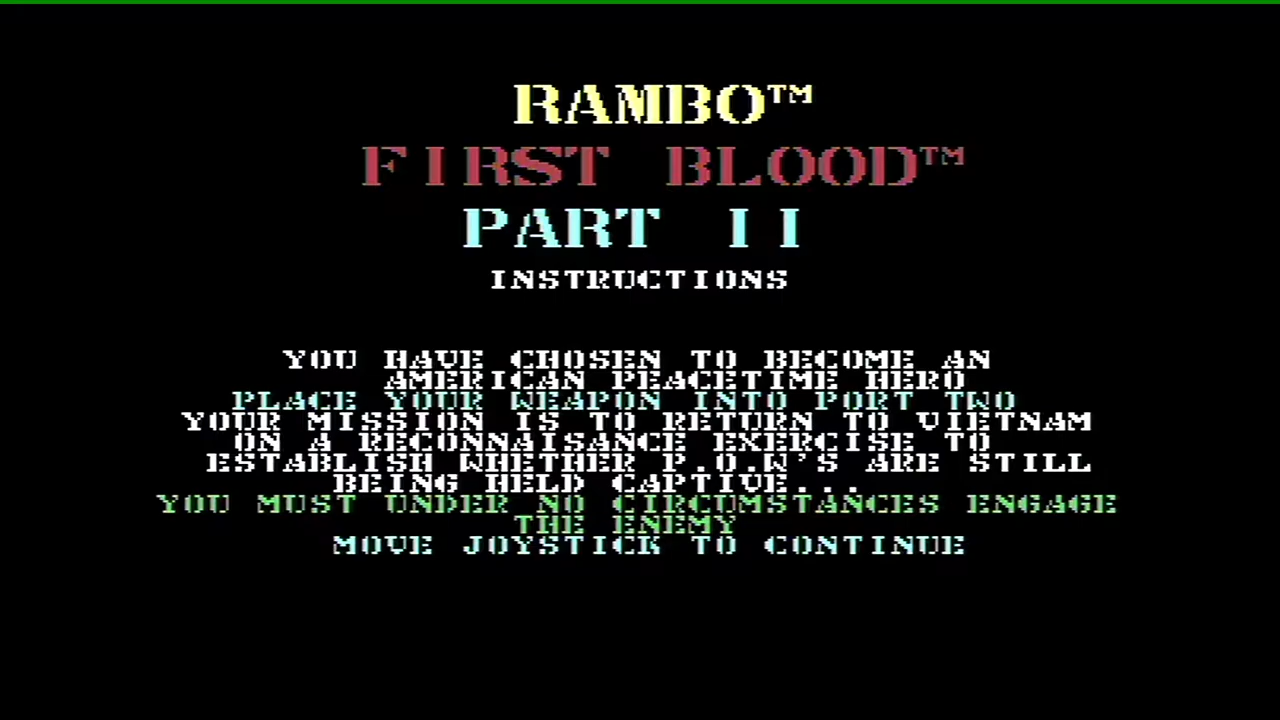 RAMBO™
FIRST BLOOD™
PART II
INSTRUCTIONS
YOU HAVE CHOSEN TO BECOME AN
AMERICAN PEACETIME HERO
PLACE YOUR WEAPON INTO PORT TWO
YOUR MISSION IS TO RETURN TO VIETNAM
ON A RECONNAISANCE EXERCISE TO
ESTABLISH WHETHER P.O.W'S ARE STILL
BEING HELD CAPTIVE...
YOU MUST UNDER NO CIRCUMSTANCES ENGAGE
THE ENEMY
MOVE JOYSTICK TO CONTINUE